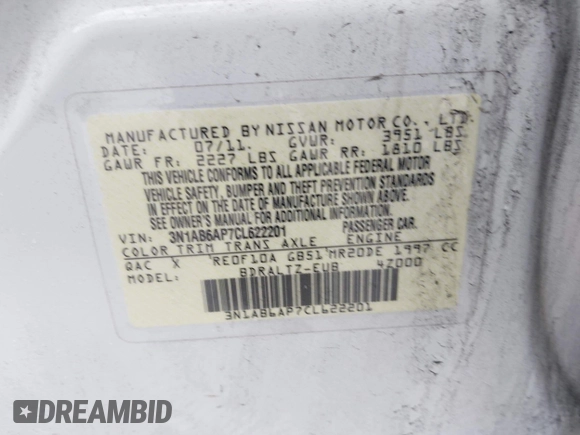 MANUFACTURED BY NISSAN MOTOR CO., LTD.
DATE: 07/11. GVWR: 3951 LBS
GAWR FR: 2227 LBS GAWR RR: 1810 LBS
THIS VEHICLE CONFORMS TO ALL APPLICABLE FEDERAL MOTOR
VEHICLE SAFETY, BUMPER AND THEFT PREVENTION STANDARDS
IN EFFECT ON THE DATE OF MANUFACTURE SHOWN ABOVE.
SEE OWNER'S MANUAL FOR ADDITIONAL INFORMATION.
VIN: 3N1AB6AP7CL622201 PASSENGER CAR.
COLOR TRIM TRANS AXLE ENGINE
QAC X RE0F10A GB51 MR20DE 1997 CC
MODEL: BDRALTZ-EUB 4Z000
3N1AB6AP7CL622201
DREAMBID